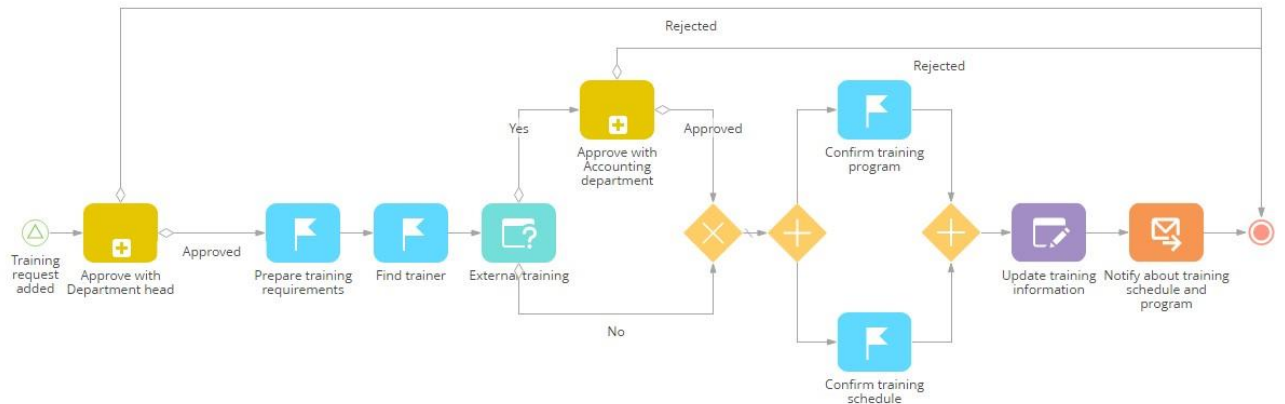 Rejected
Rejected
Yes
Approved
Approve with
Accounting
department
Confirm training
program
Training
request
added
Approve with
Department head
Approved
Prepare training
requirements
Find trainer
External training
No
Update training
information
Notify about training
schedule and
program
Confirm training
schedule